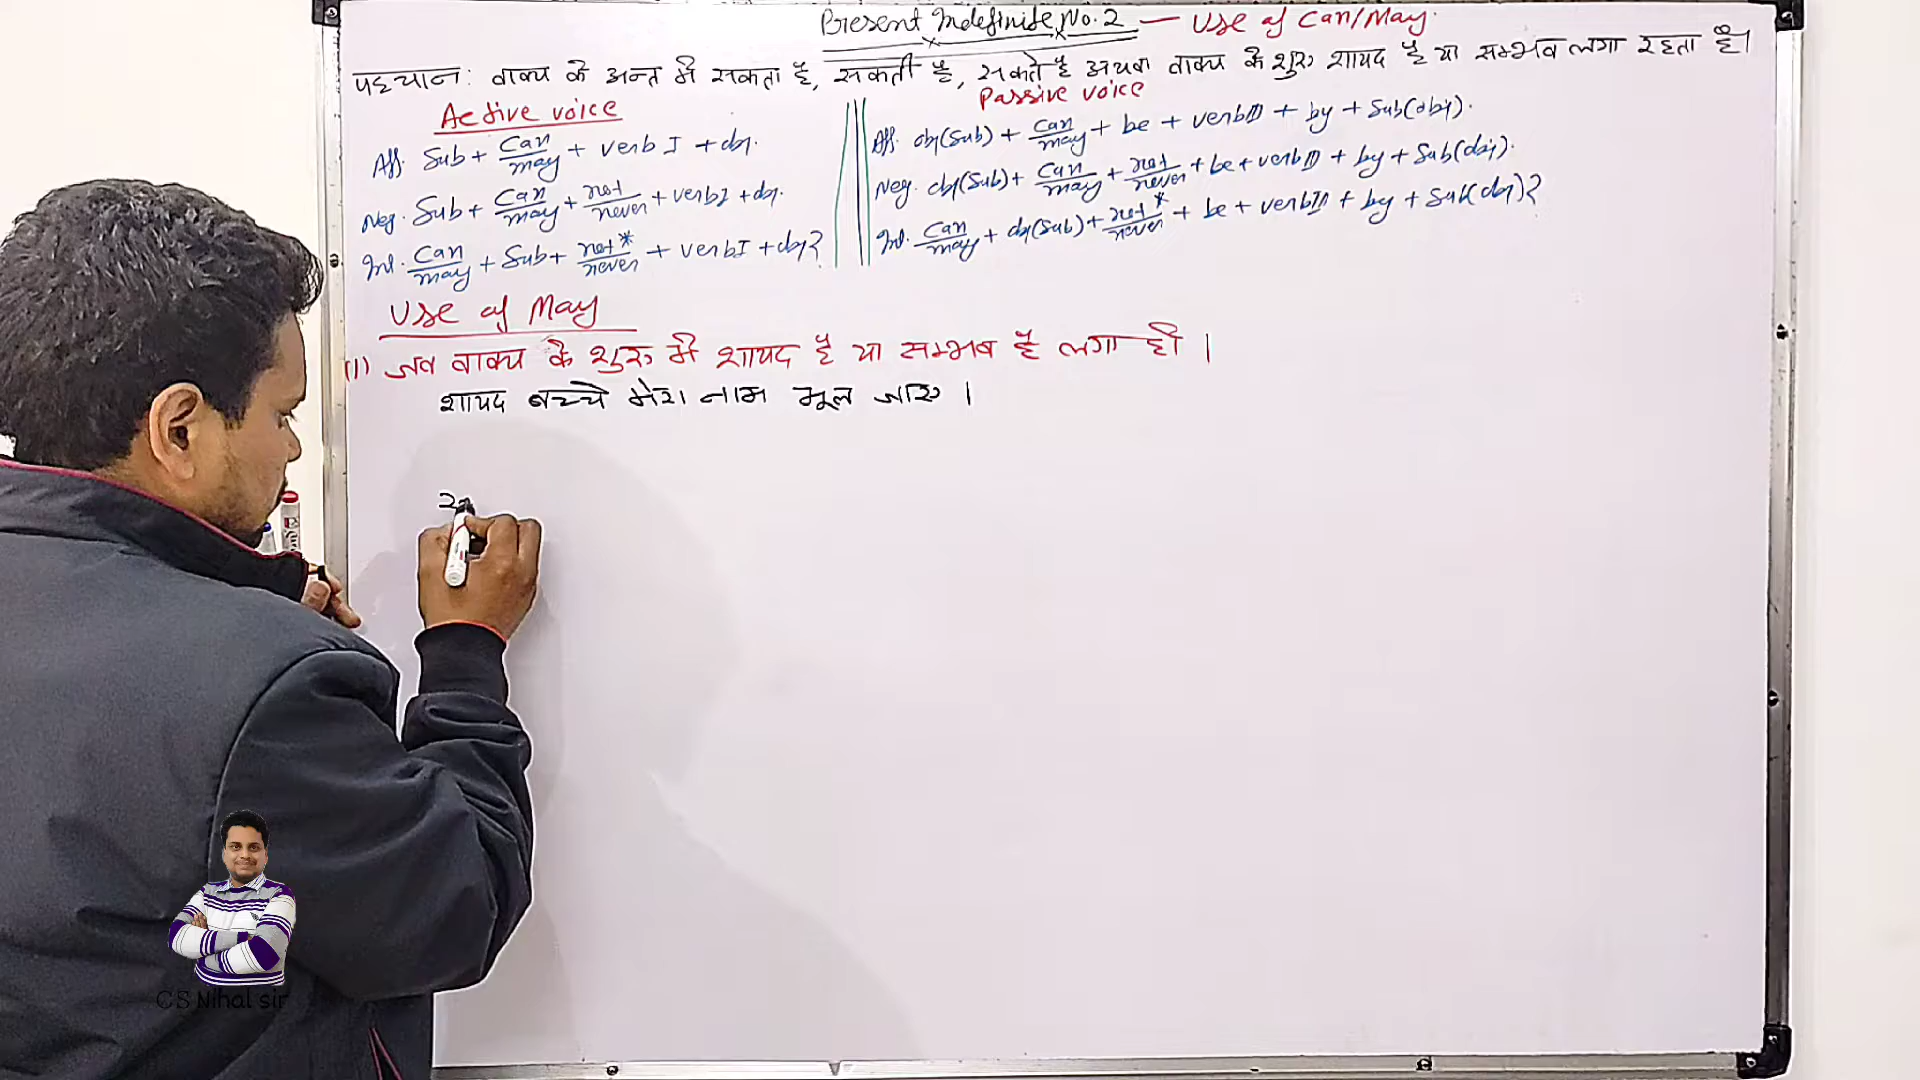 Present Indefinite No. 2 — Use of Can/May.
पहचान: वाक्य के अन्त में सकता है, सकती है, सकते है अथवा वाक्य के शुरु शायद है या सम्भव लगा रहता है।
Active voice
Aff. Sub + Can/may + verb I + obj.
Neg. Sub + Can/may + not/never + verb I + obj.
Int. Can/may + Sub + not*/never + verb I + obj?
Passive voice
Aff. obj(sub) + Can/may + be + verb III + by + Sub(obj).
Neg. obj(sub) + Can/may + not/never + be + verb III + by + Sub(obj).
Int. Can/may + obj(sub) + not*/never + be + verb III + by + Sub(obj)?
Use of May
(1) जब वाक्य के शुरु में शायद है या सम्भव है लगा हो।
शायद बच्चे मेरा नाम भूल जाए।
CS Nihal sir